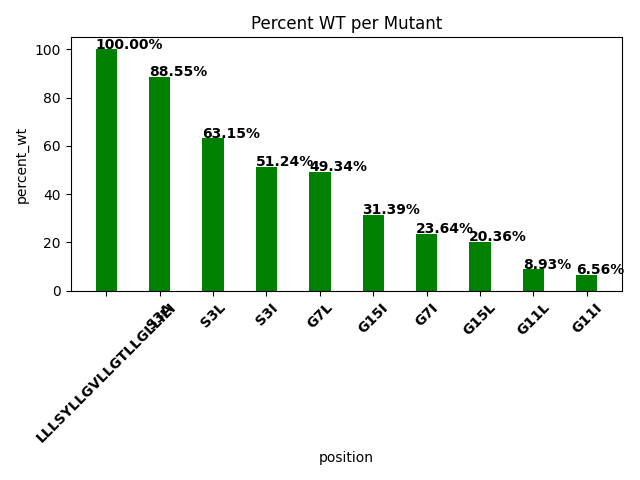 Percent WT per Mutant
100.00%
88.55%
63.15%
51.24%
49.34%
31.39%
23.64%
20.36%
8.93%
6.56%
100
80
60
40
20
0
percent_wt
S3A
S3L
S3I
G7L
G15I
G7I
G15L
G11L
G11I
position